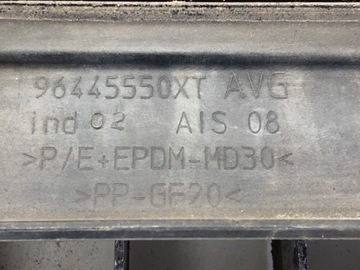 96445550XT AVG
ind 02 AIS 08
>P/E+EPDM-MD30<
>PP-GF20<